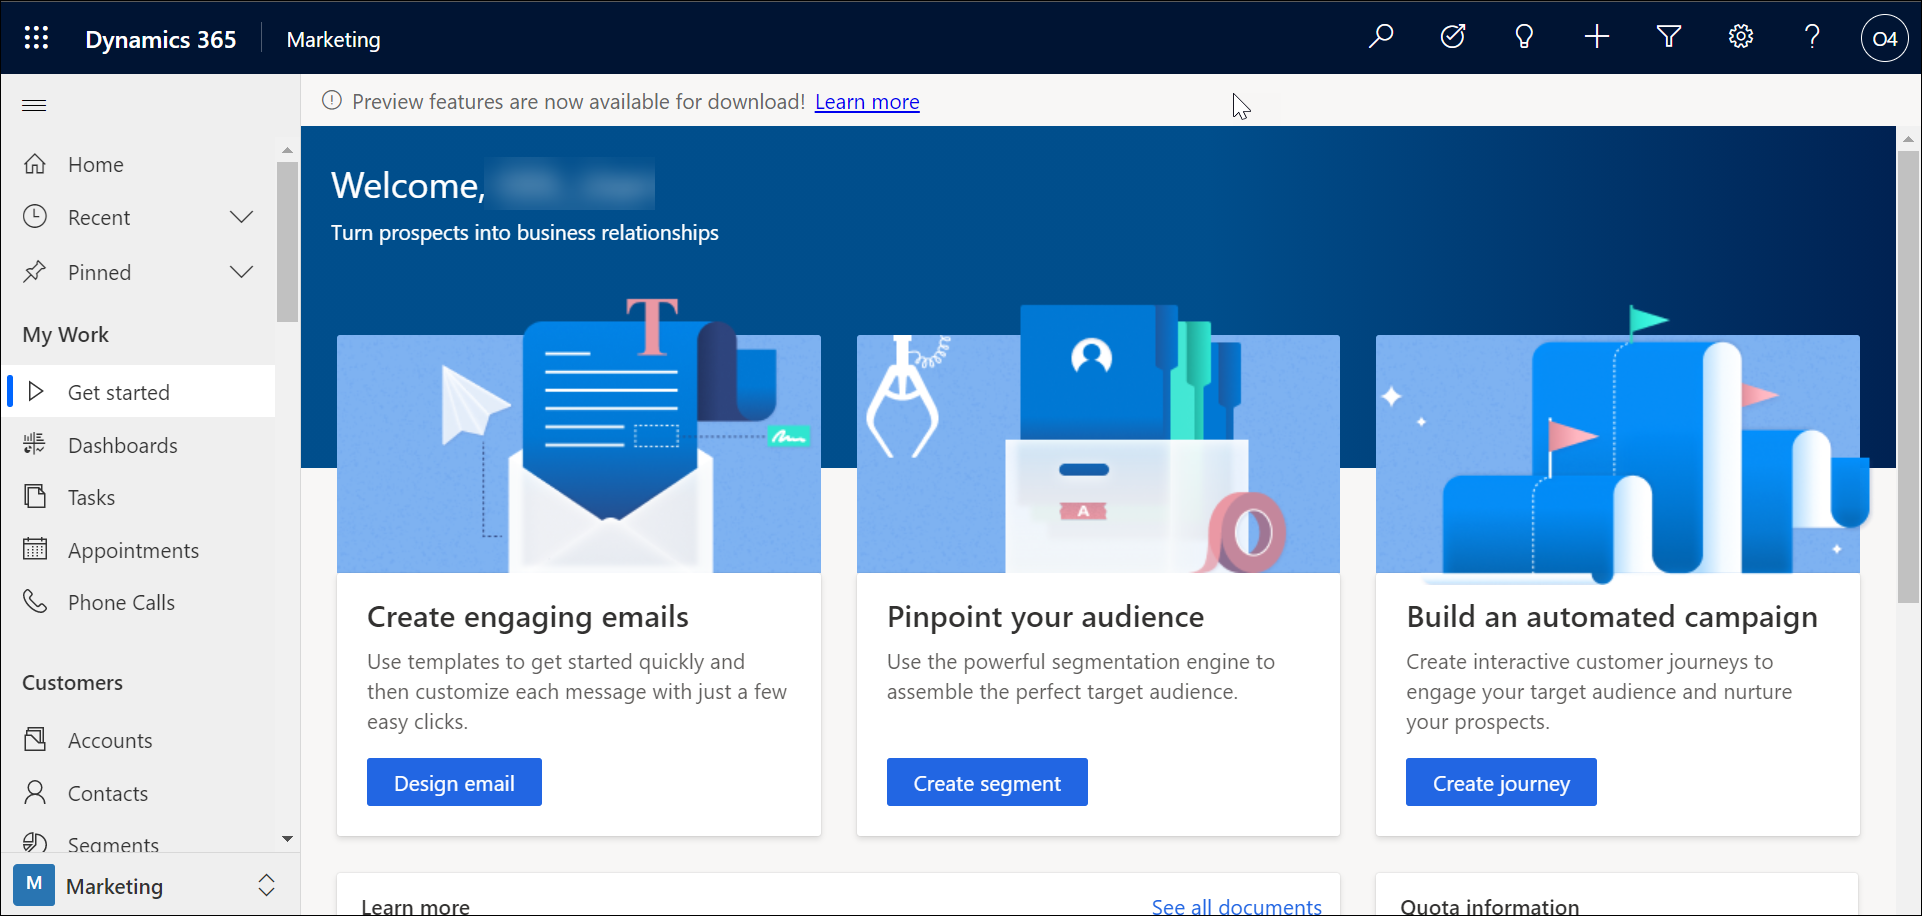 Dynamics 365
Marketing
O4
Preview features are now available for download! Learn more
Home
Recent
Pinned
My Work
Get started
Dashboards
Tasks
Appointments
Phone Calls
Customers
Accounts
Contacts
Segments
M
Marketing
Welcome,
Turn prospects into business relationships
T
Create engaging emails
Use templates to get started quickly and
then customize each message with just a few
easy clicks.
Design email
A
Pinpoint your audience
Use the powerful segmentation engine to
assemble the perfect target audience.
Create segment
Build an automated campaign
Create interactive customer journeys to
engage your target audience and nurture
your prospects.
Create journey
Learn more
See all documents
Quota information